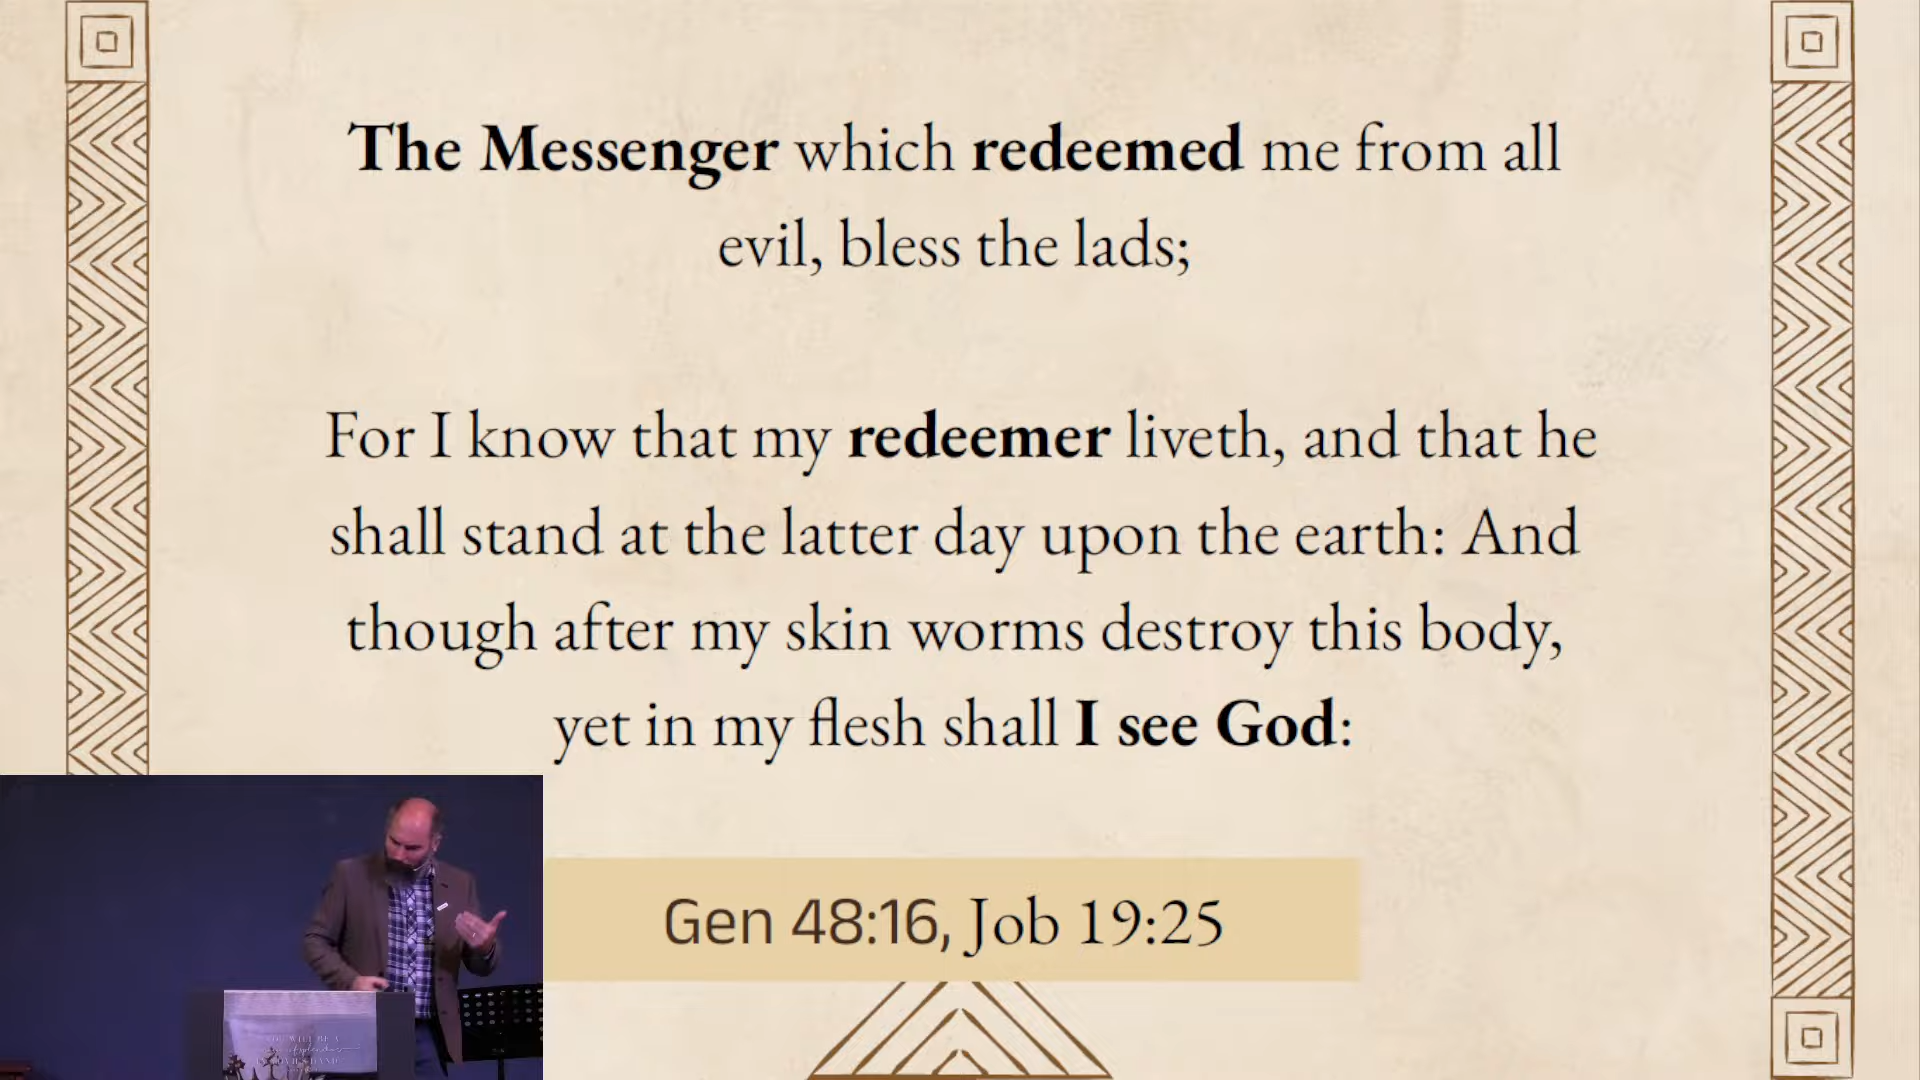 The Messenger which redeemed me from all
evil, bless the lads;
For I know that my redeemer liveth, and that he
shall stand at the latter day upon the earth: And
though after my skin worms destroy this body,
yet in my flesh shall I see God:
Gen 48:16, Job 19:25